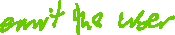 omit the user